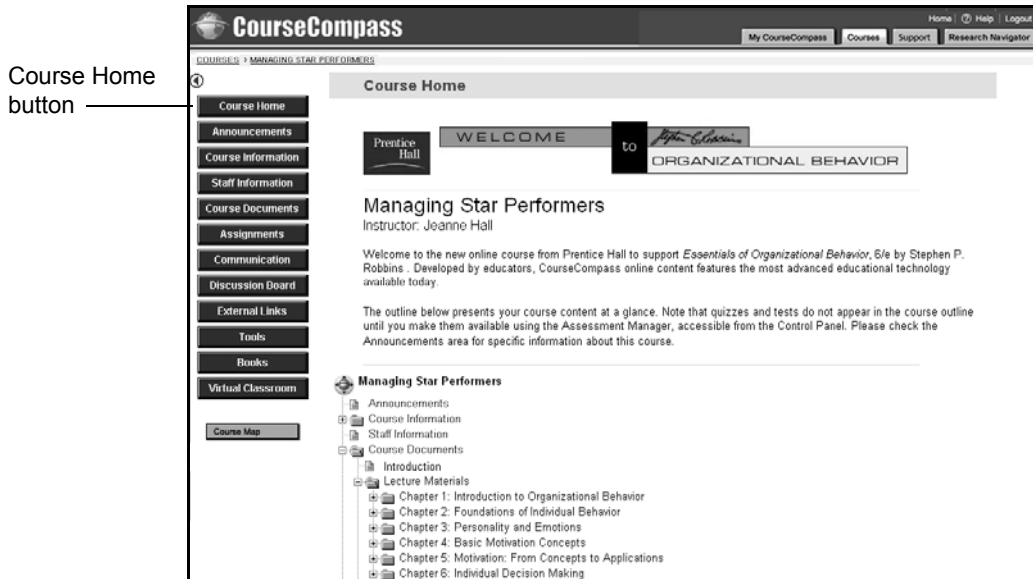 Course Home
button
CourseCompass
Home | ? Help | Logout
My CourseCompass Courses Support Research Navigator
COURSES > MANAGING STAR PERFORMERS
Course Home
Announcements
Course Information
Staff Information
Course Documents
Assignments
Communication
Discussion Board
External Links
Tools
Books
Virtual Classroom
Course Map
Course Home
Prentice
Hall
WELCOME
to
ORGANIZATIONAL BEHAVIOR
Managing Star Performers
Instructor: Jeanne Hall
Welcome to the new online course from Prentice Hall to support Essentials of Organizational Behavior, 6/e by Stephen P.
Robbins . Developed by educators, CourseCompass online content features the most advanced educational technology
available today.
The outline below presents your course content at a glance. Note that quizzes and tests do not appear in the course outline
until you make them available using the Assessment Manager, accessible from the Control Panel. Please check the
Announcements area for specific information about this course.
Managing Star Performers
Announcements
Course Information
Staff Information
Course Documents
Introduction
Lecture Materials
Chapter 1: Introduction to Organizational Behavior
Chapter 2: Foundations of Individual Behavior
Chapter 3: Personality and Emotions
Chapter 4: Basic Motivation Concepts
Chapter 5: Motivation: From Concepts to Applications
Chapter 6: Individual Decision Making